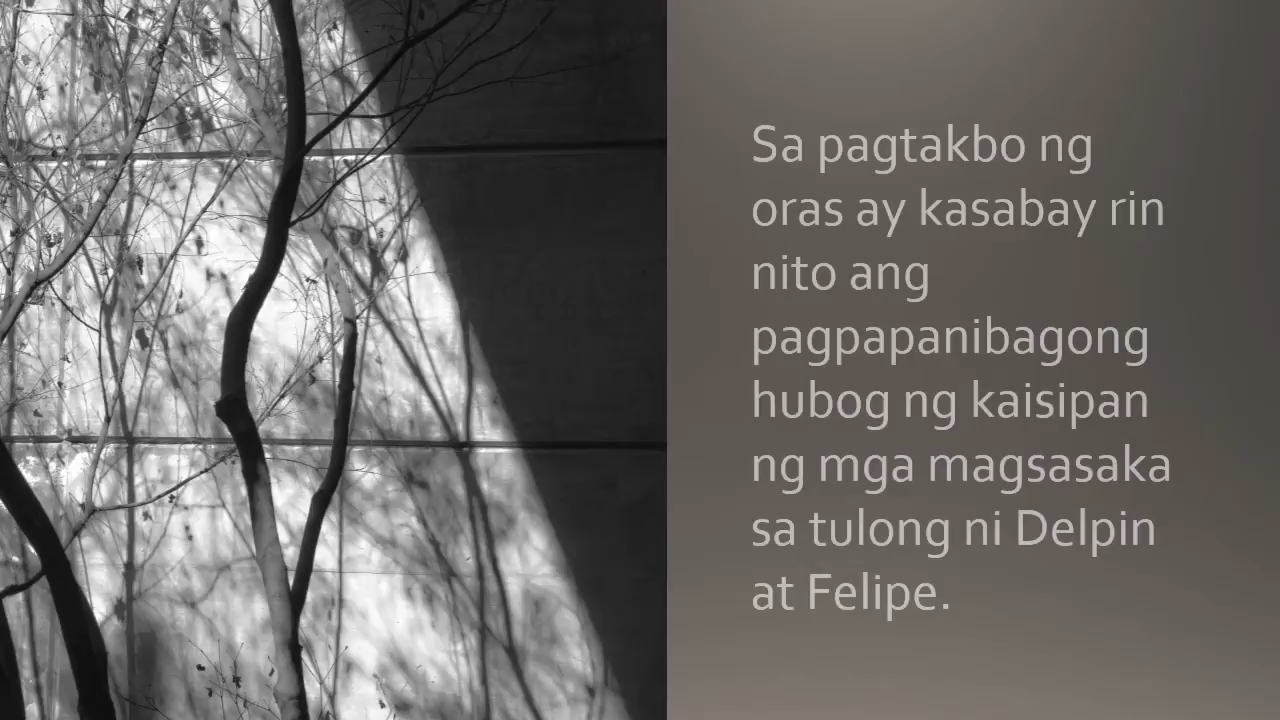 Sa pagtakbo ng
oras ay kasabay rin
nito ang
pagpapanibagong
hubog ng kaisipan
ng mga magsasaka
sa tulong ni Delpin
at Felipe.